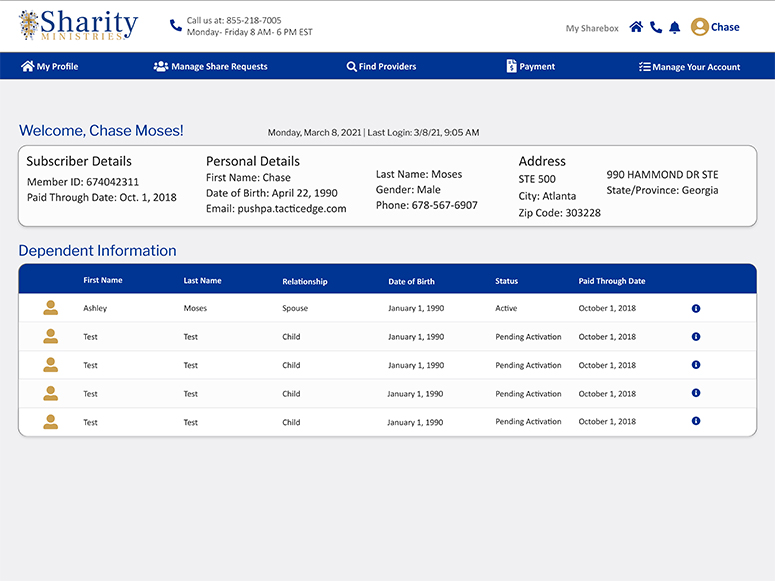 Sharity
MINISTRIES
Call us at: 855-218-7005
Monday- Friday 8 AM- 6 PM EST
My Sharebox
Chase
My Profile
Manage Share Requests
Find Providers
Payment
Manage Your Account
Welcome, Chase Moses!
Monday, March 8, 2021 | Last Login: 3/8/21, 9:05 AM
Subscriber Details
Member ID: 674042311
Paid Through Date: Oct. 1, 2018
Personal Details
First Name: Chase
Date of Birth: April 22, 1990
Email: pushpa.tacticedge.com
Last Name: Moses
Gender: Male
Phone: 678-567-6907
Address
STE 500
City: Atlanta
Zip Code: 303228
990 HAMMOND DR STE
State/Province: Georgia
Dependent Information
First Name Last Name Relationship Date of Birth Status Paid Through Date
Ashley Moses Spouse January 1, 1990 Active October 1, 2018
Test Test Child January 1, 1990 Pending Activation October 1, 2018
Test Test Child January 1, 1990 Pending Activation October 1, 2018
Test Test Child January 1, 1990 Pending Activation October 1, 2018
Test Test Child January 1, 1990 Pending Activation October 1, 2018